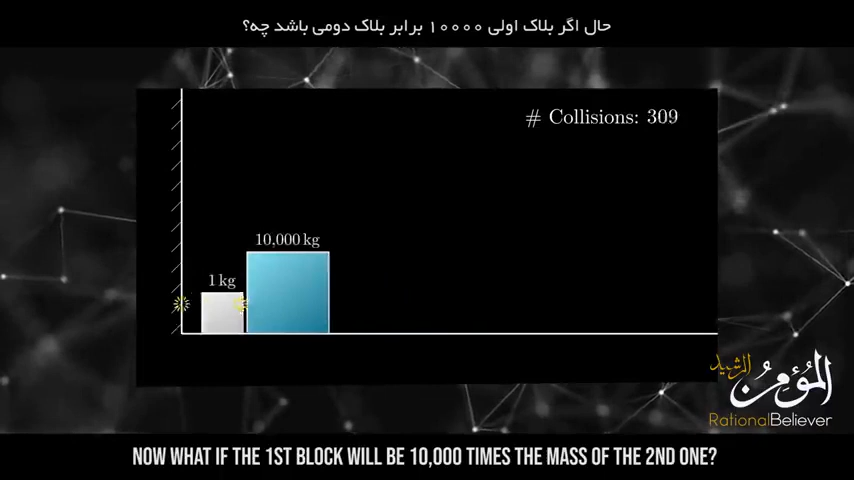 حال اگر بلاک اولی ۱۰۰۰۰ برابر بلاک دومی باشد چه؟
# Collisions: 309
10,000 kg
1 kg
المؤمن الرشيد
RationalBeliever
NOW WHAT IF THE 1ST BLOCK WILL BE 10,000 TIMES THE MASS OF THE 2ND ONE?